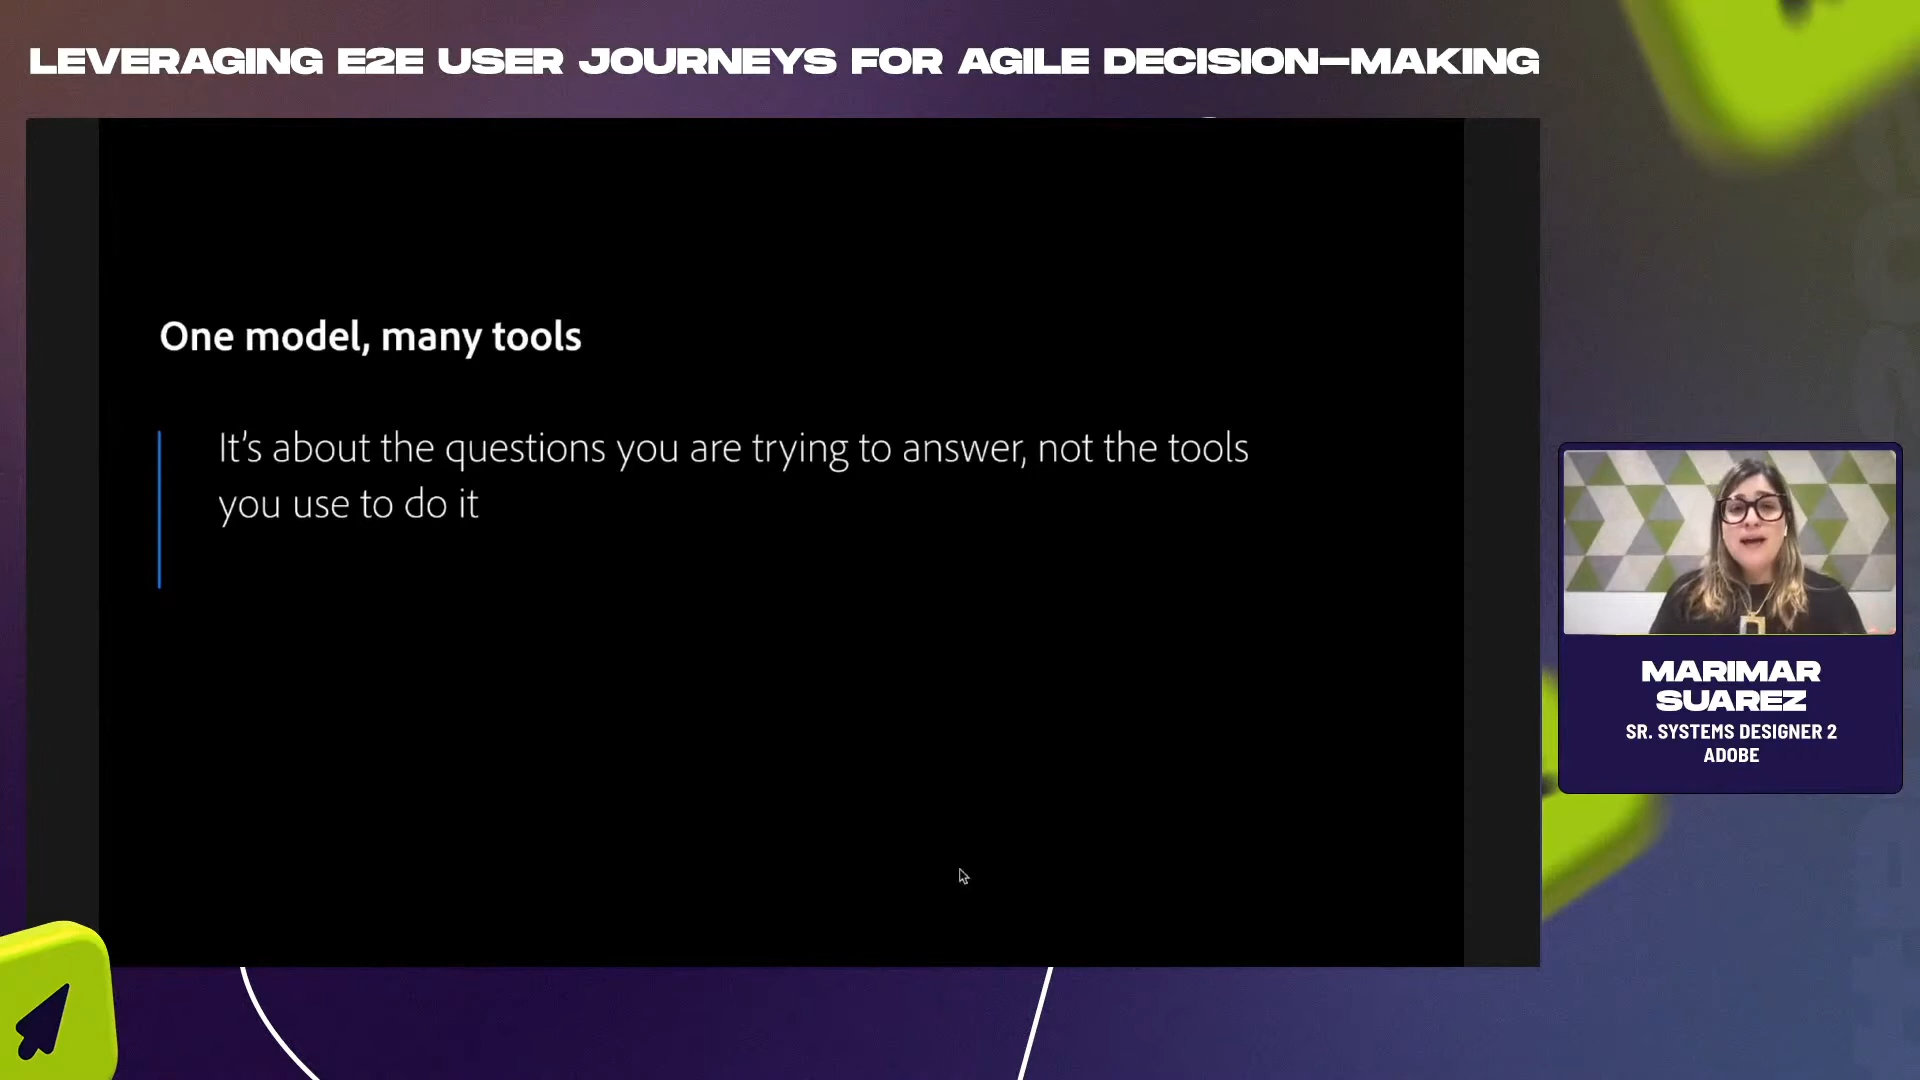 LEVERAGING E2E USER JOURNEYS FOR AGILE DECISION–MAKING
One model, many tools
It’s about the questions you are trying to answer, not the tools
you use to do it
MARIMAR
SUAREZ
SR. SYSTEMS DESIGNER 2
ADOBE